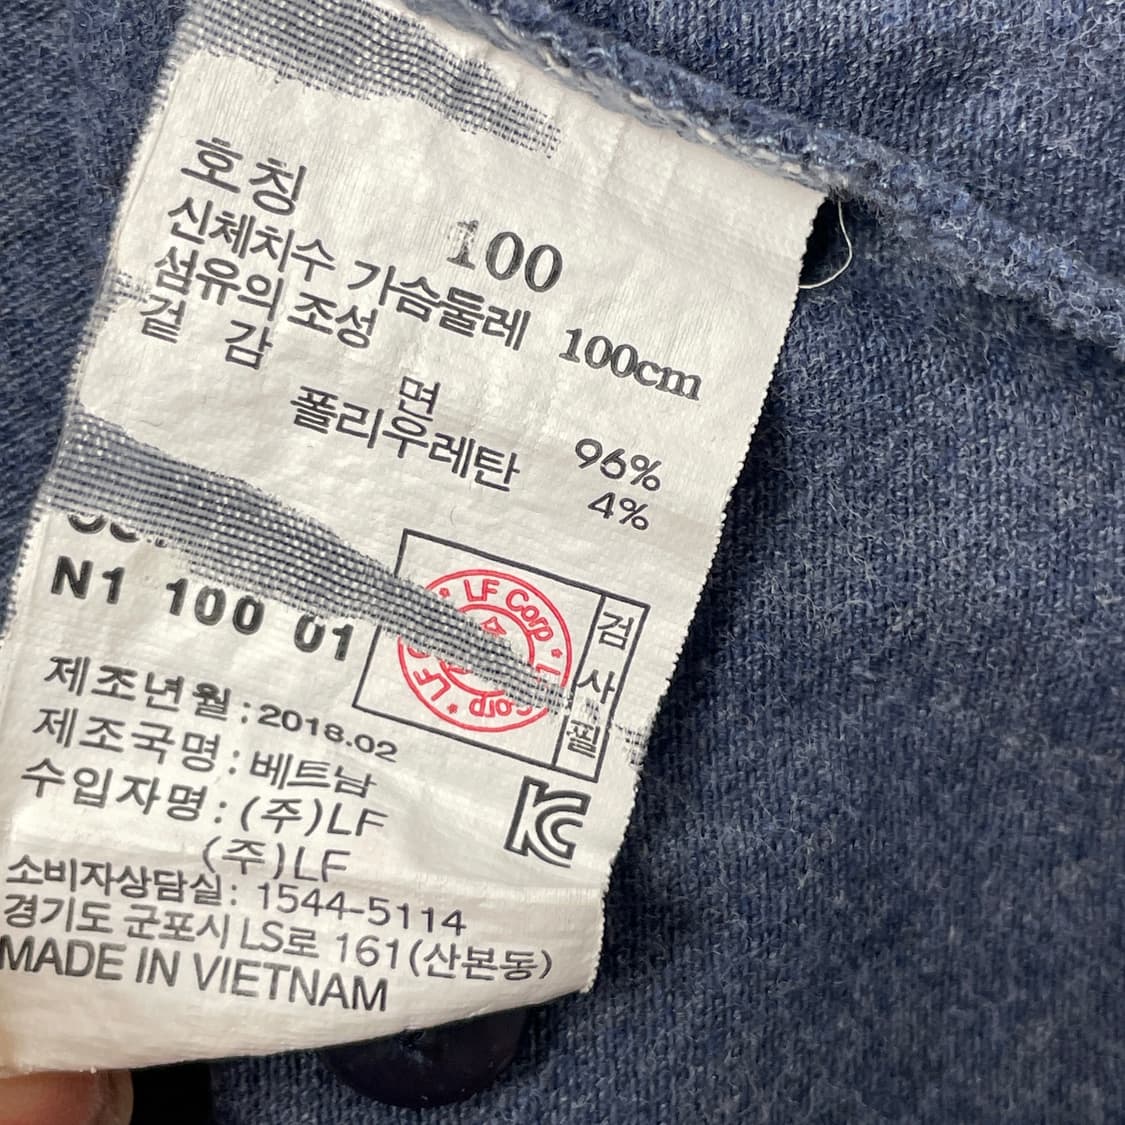 호칭 100
신체치수 가슴둘레 100cm
섬유의 조성
겉 감
면 96%
폴리우레탄 4%
N1 100 01
LF Corp
LF Corp
검사필
제조년월 : 2018.02
제조국명 : 베트남
수입자명 : (주)LF
(주)LF
소비자상담실: 1544-5114
경기도 군포시 LS로 161(산본동)
MADE IN VIETNAM